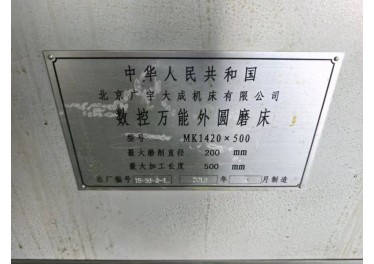 中华人民共和国
北京广宇大成机床有限公司
数控万能外圆磨床
型号 MK1420×500
最大磨削直径 200 mm
最大加工长度 500 mm
出厂编号 年 月制造